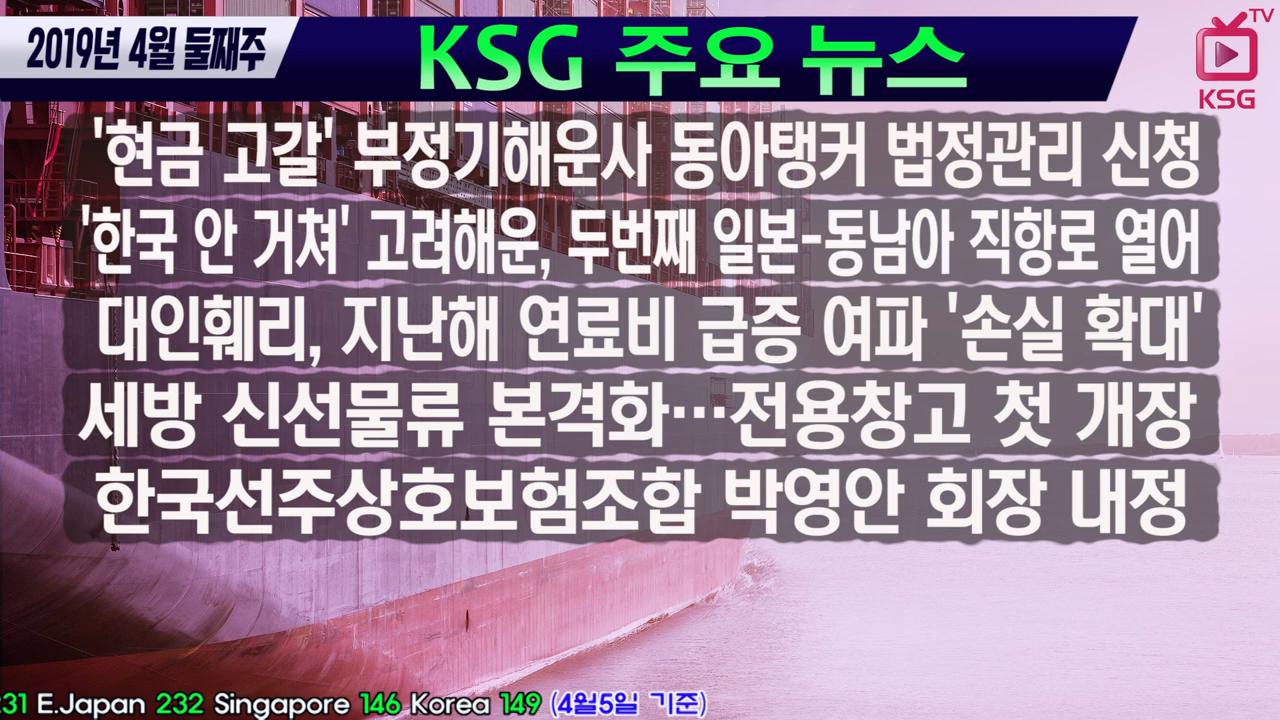 2019년 4월 둘째주
KSG 주요 뉴스
TV
KSG
'현금 고갈' 부정기해운사 동아탱커 법정관리 신청
'한국 안 거쳐' 고려해운, 두번째 일본-동남아 직항로 열어
대인훼리, 지난해 연료비 급증 여파 '손실 확대'
세방 신선물류 본격화…전용창고 첫 개장
한국선주상호보험조합 박영안 회장 내정
231 E.Japan 232 Singapore 146 Korea 149 (4월5일 기준)